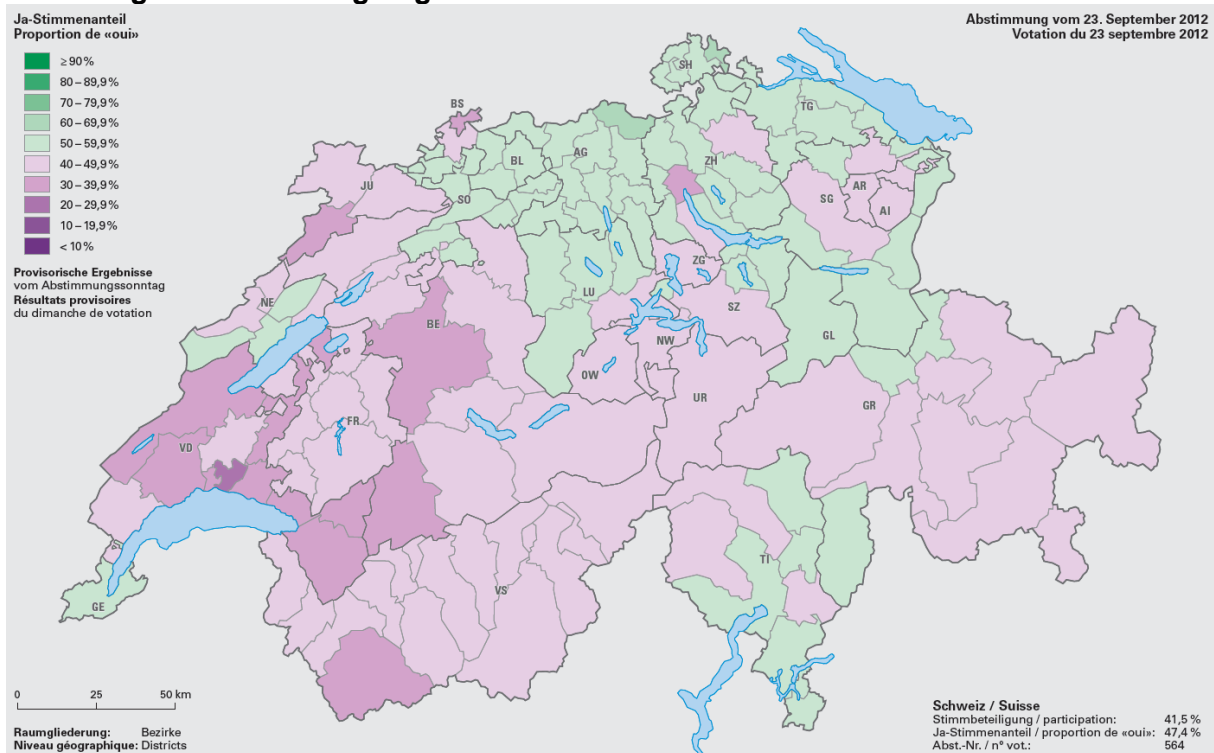 Ja-Stimmenanteil
Proportion de «oui»
≥ 90 %
80 – 89,9 %
70 – 79,9 %
60 – 69,9 %
50 – 59,9 %
40 – 49,9 %
30 – 39,9 %
20 – 29,9 %
10 – 19,9 %
< 10 %
Provisorische Ergebnisse
vom Abstimmungssonntag
Résultats provisoires
du dimanche de votation
Abstimmung vom 23. September 2012
Votation du 23 septembre 2012
SH
BS
TG
BL
AG
ZH
JU
SO
SG
AR
AI
ZG
LU
NE
SZ
BE
NW
GL
OW
UR
GR
FR
VD
TI
VS
GE
0 25 50 km
Raumgliederung: Bezirke
Niveau géographique: Districts
Schweiz / Suisse
Stimmbeteiligung / participation: 41,5 %
Ja-Stimmenanteil / proportion de «oui»: 47,4 %
Abst.-Nr. / n° vot.: 564